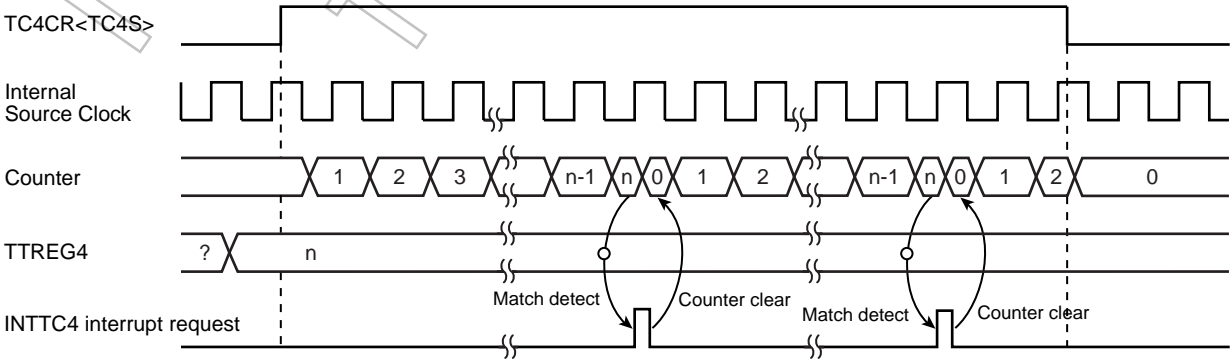 TC4CR<TC4S>
Internal
Source Clock
Counter
1 2 3 n-1 n 0 1 2 n-1 n 0 1 2 0
TTREG4
? n
Match detect Counter clear Match detect Counter clear
INTTC4 interrupt request